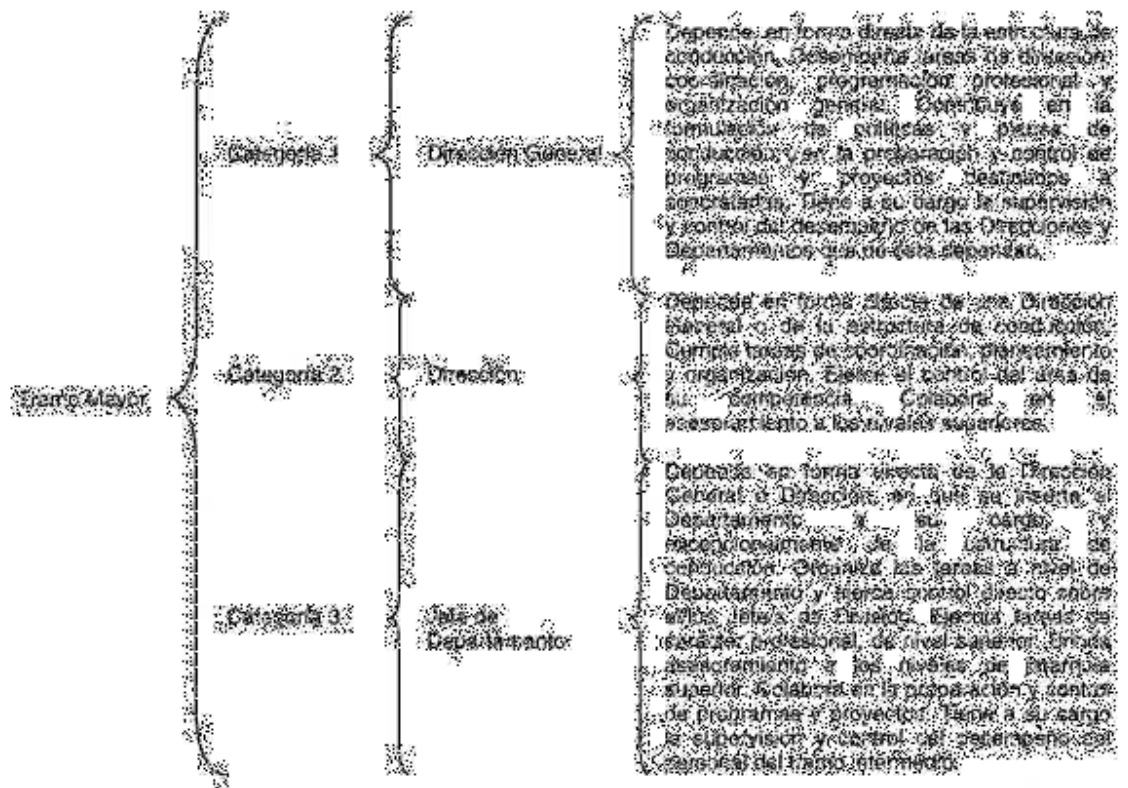 Tramo Mayor
Categoría 1
Dirección General
Depende en forma directa de la estructura de
conducción. Desempeña tareas de dirección,
coordinación, programación profesional y
organización general. Contribuye en la
formulación de políticas y planes de
conducción, en la preparación y control de
programas y proyectos destinados a
concretarlos. Tiene a su cargo la supervisión
y control del desempeño de las Direcciones y
Departamentos que de ésta dependan.
Categoría 2
Dirección
Depende en forma directa de una Dirección
General o de la estructura de conducción.
Cumple tareas de coordinación, planeamiento
y organización. Ejerce el control del área de
su competencia. Colabora en el
asesoramiento a los niveles superiores.
Categoría 3
Jefe de
Departamento
Depende en forma directa de la Dirección
General o Dirección, en que se inserta el
Departamento a su cargo, y
excepcionalmente de la estructura de
conducción. Organiza las tareas a nivel de
Departamento y ejerce control directo sobre
Jefes de División. Ejecuta tareas de
carácter profesional, de nivel superior. Brinda
asesoramiento a los niveles de
superior. Colabora en la preparación y control
de programas y proyectos. Tiene a su cargo
la supervisión y control del desempeño del
personal del tramo intermedio.